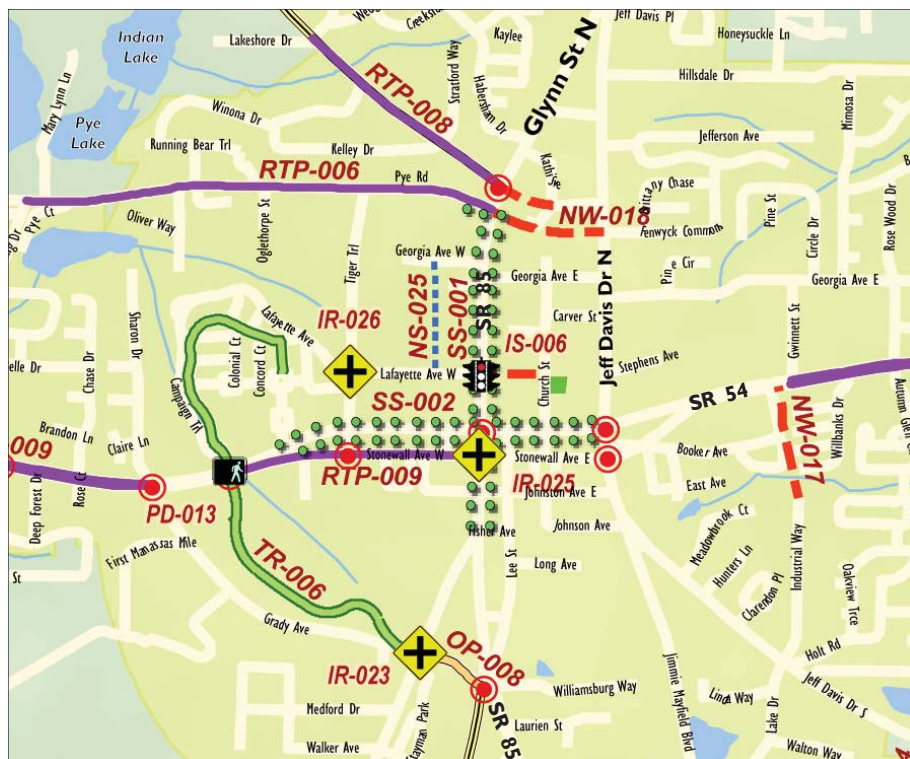 Jeff Davis Pl
Creekside
Kaylee
Honeysuckle Ln
Indian
Lake
Lakeshore Dr
Stratford Way
Habersham Dr
Glynn St N
Hillsdale Dr
Mimosa Dr
Mary Lynn Ln
Pye
Lake
RTP-008
Winona Dr
Jefferson Ave
Running Bear Trl
Kelley Dr
RTP-006
Pye Rd
NW-018
Brittany Chase
Pine St
Circle Dr
Rose Wood Dr
Pye Ct
Oliver Way
Oglethorpe St
Tiger Trl
Fenwyck Commons
Georgia Ave W
Georgia Ave E
Pine Cir
Georgia Ave E
Jeff Davis Dr N
SR 85
SS-001
NS-025
Carver St
Gwinnett St
Sharon Dr
Chase Dr
Lafayette Ave
IR-026
IS-006
Colonial Ct
Concord Ct
Campaign Trl
Lafayette Ave W
Church St
Stephens Ave
elle Dr
SR 54
SS-002
NW-017
Willbanks Dr
Autumn Glen
Brandon Ln
Claire Ln
009
Stonewall Ave W
Stonewall Ave E
Booker Ave
RTP-009
IR-025
East Ave
Deep Forest Dr
Rose Ct
PD-013
Johnston Ave E
Fisher Ave
Johnson Ave
Meadowbrook Ct
Hunters Ln
Clarendon Pl
Industrial Way
Oakview Trce
First Manassas Mile
TR-006
Lee St
Long Ave
St
Grady Ave
IR-023
OP-008
Holt Rd
Jeff Davis Dr S
Williamsburg Way
Jimmie Mayfield Blvd
Linda Way
Lake Dr
Medford Dr
SR 85
Laurien St
Walker Ave
Walton Way